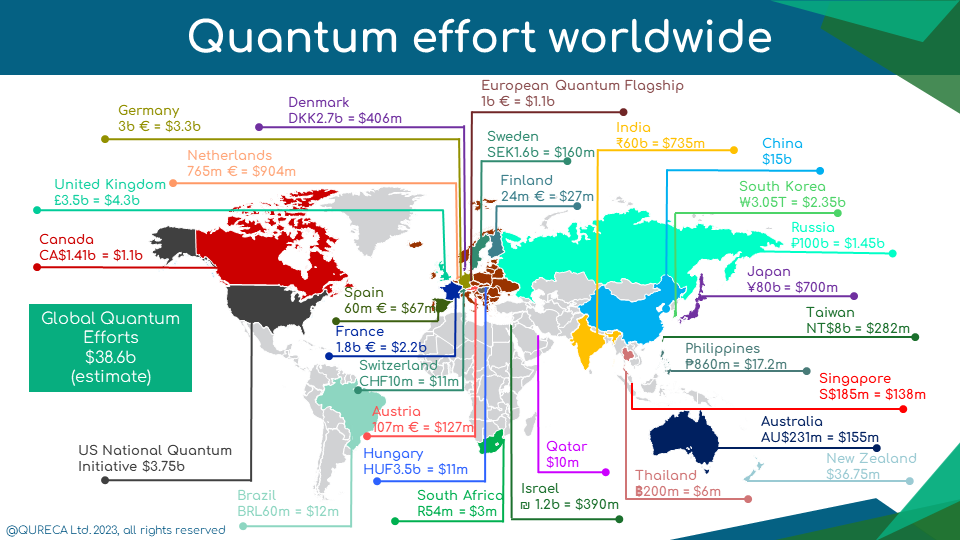 Quantum effort worldwide
European Quantum Flagship
1b € = $1.1b
Denmark
DKK2.7b = $406m
Germany
3b € = $3.3b
Sweden
SEK1.6b = $160m
India
₹60b = $735m
China
$15b
Netherlands
765m € = $904m
Finland
24m € = $27m
United Kingdom
£3.5b = $4.3b
South Korea
₩3.05T = $2.35b
Russia
₽100b = $1.45b
Canada
CA$1.41b = $1.1b
Japan
¥80b = $700m
Spain
60m € = $67m
Global Quantum
Efforts
$38.6b
(estimate)
Taiwan
NT$8b = $282m
France
1.8b € = $2.2b
Philippines
₱860m = $17.2m
Switzerland
CHF10m = $11m
Singapore
S$185m = $138m
Austria
107m € = $127m
Australia
AU$231m = $155m
US National Quantum
Initiative $3.75b
Hungary
HUF3.5b = $11m
Qatar
$10m
New Zealand
$36.75m
Thailand
฿200m = $6m
Brazil
BRL60m = $12m
South Africa
R54m = $3m
Israel
₪ 1.2b = $390m
@QURECA Ltd. 2023, all rights reserved